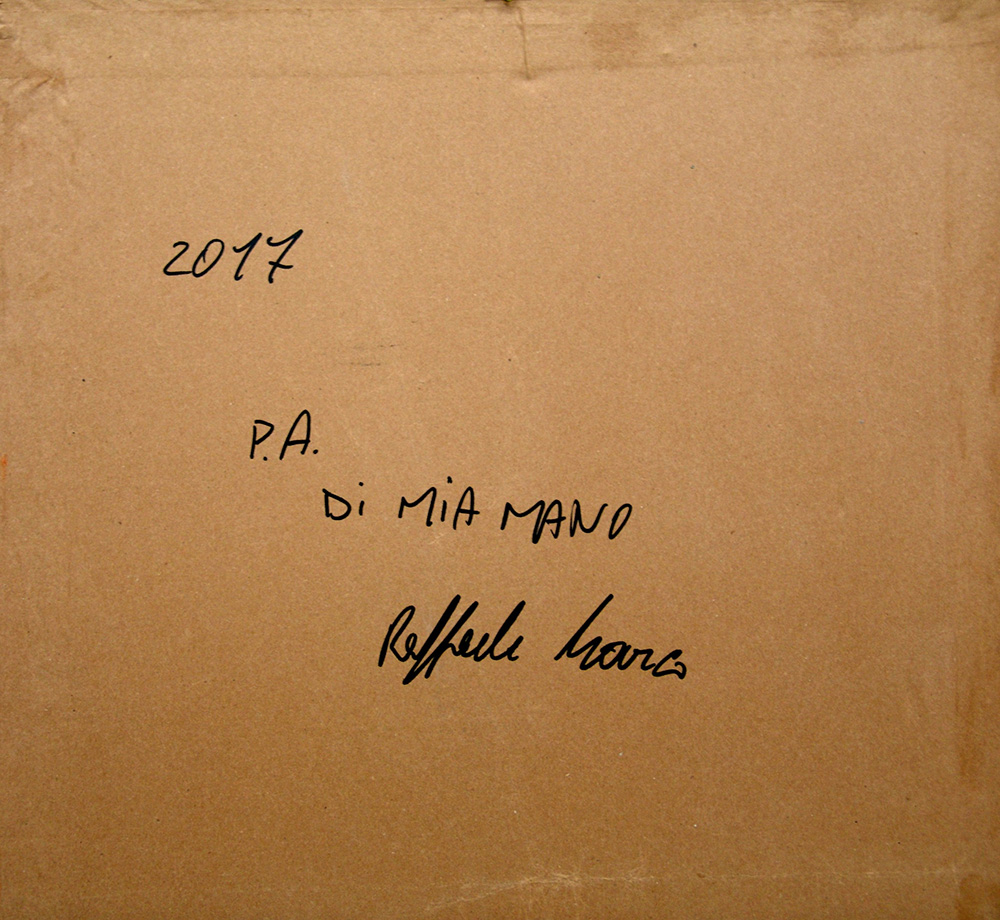 2017
P.A.
Di MiA MANO
Raffaele Marco